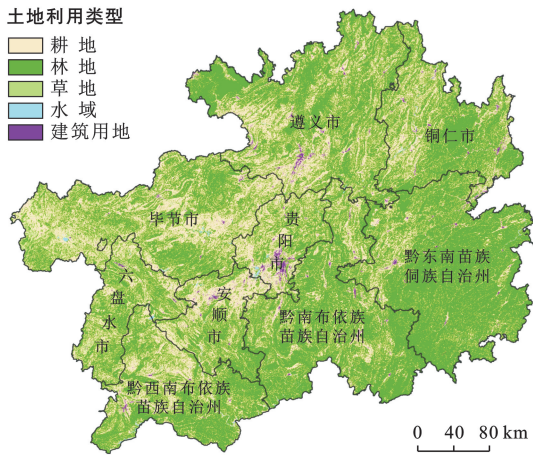 土地利用类型
耕地
林地
草地
水域
建筑用地
遵义市
铜仁市
毕节市
贵
阳
市
六
盘
水
市
安
顺
市
黔东南苗族
侗族自治州
黔南布依族
苗族自治州
黔西南布依族
苗族自治州
0 40 80 km